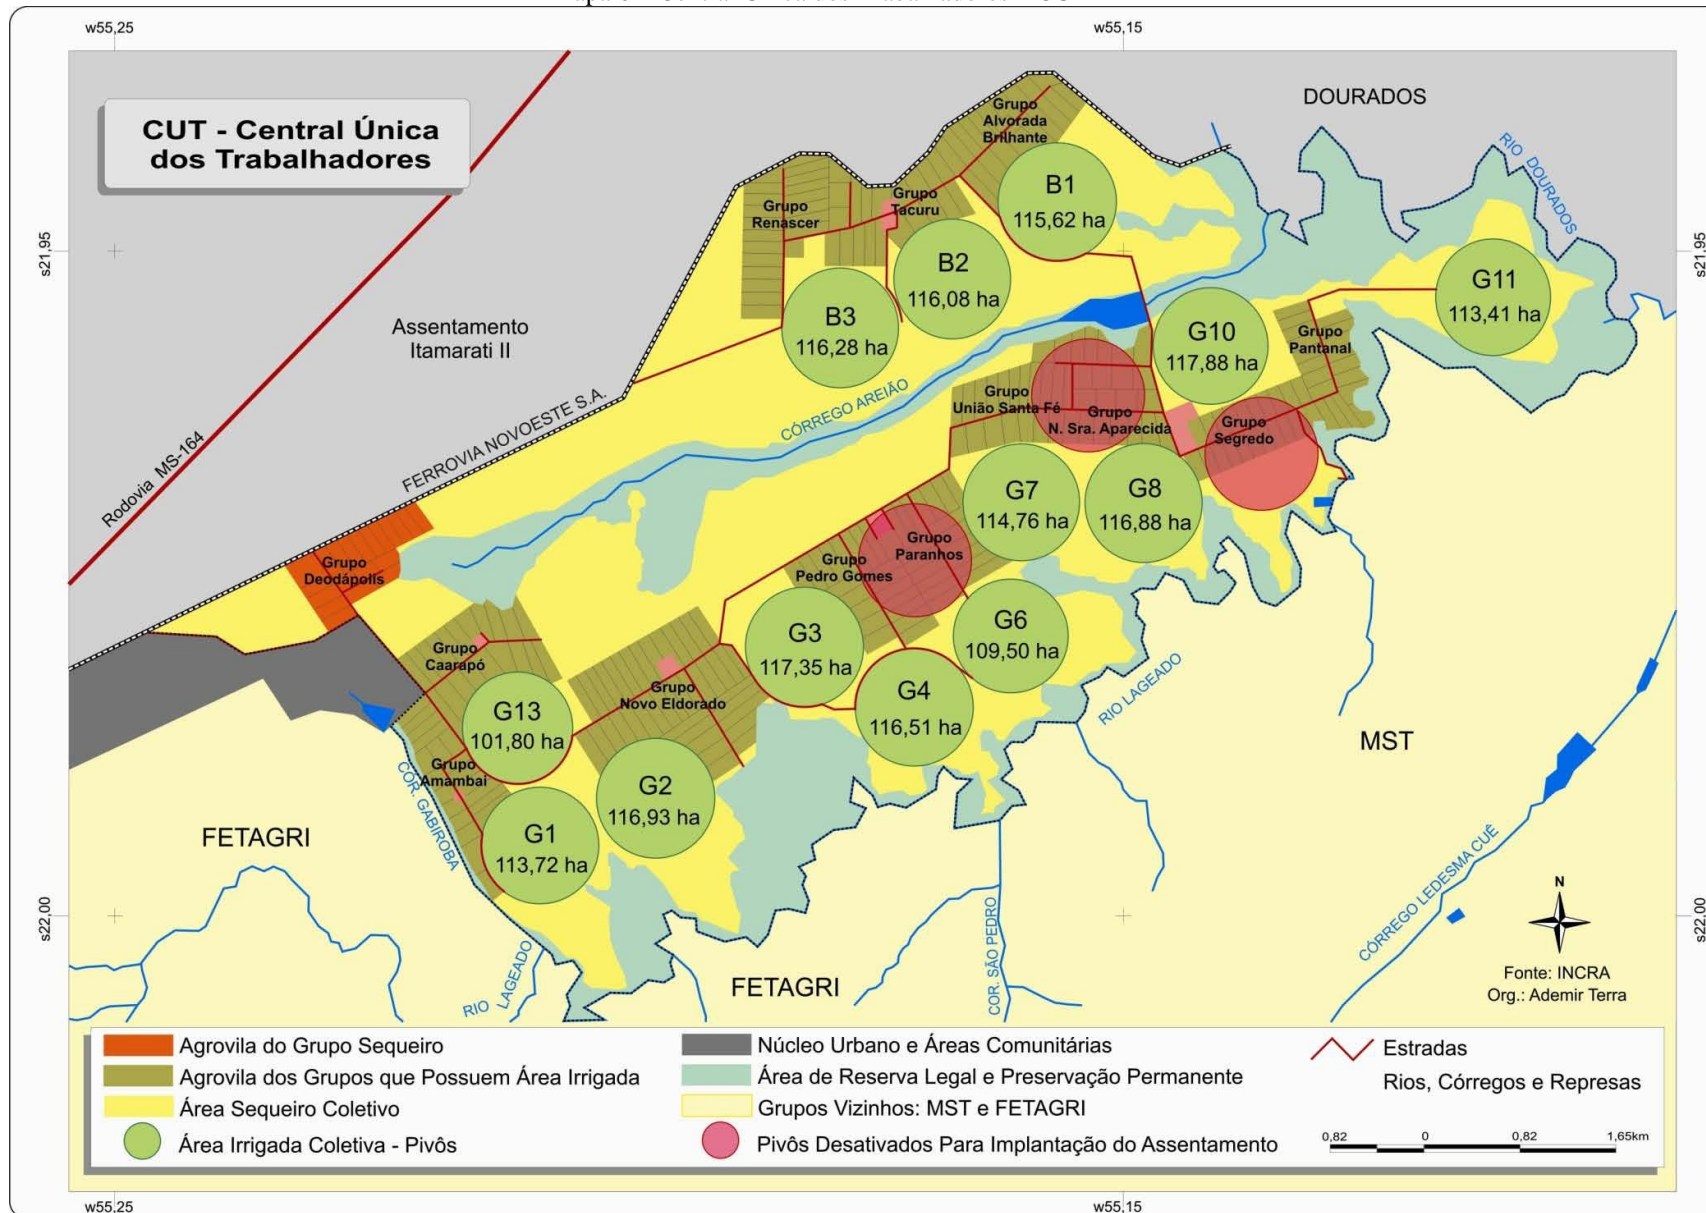 w55,25
w55,15
CUT - Central Única
dos Trabalhadores
DOURADOS
RIO DOURADOS
s21,95
s21,95
Grupo
Alvorada
Brilhante
B1
115,62 ha
Grupo
Renascer
Grupo
Tacuru
B2
116,08 ha
B3
116,28 ha
G11
113,41 ha
G10
117,88 ha
Grupo
Pantanal
Assentamento
Itamarati II
Grupo
União Santa Fé
Grupo
N. Sra. Aparecida
Grupo
Segredo
CÓRREGO AREIÃO
FERROVIA NOVOESTE S.A.
Rodovia MS-164
G7
114,76 ha
G8
116,88 ha
Grupo
Paranhos
Grupo
Pedro Gomes
Grupo
Deodápolis
G3
117,35 ha
G6
109,50 ha
Grupo
Caarapó
Grupo
Novo Eldorado
G4
116,51 ha
RIO LAGEADO
G13
101,80 ha
MST
Grupo
Amambai
CÓR. GABIROBA
G2
116,93 ha
G1
113,72 ha
FETAGRI
CÓRREGO LEDESMA CUÊ
s22,00
s22,00
N
RIO LAGEADO
FETAGRI
COR. SÃO PEDRO
Fonte: INCRA
Org.: Ademir Terra
Agrovila do Grupo Sequeiro
Agrovila dos Grupos que Possuem Área Irrigada
Área Sequeiro Coletivo
Área Irrigada Coletiva - Pivôs
Núcleo Urbano e Áreas Comunitárias
Área de Reserva Legal e Preservação Permanente
Grupos Vizinhos: MST e FETAGRI
Pivôs Desativados Para Implantação do Assentamento
Estradas
Rios, Córregos e Represas
0,82 0 0,82 1,65km
w55,25
w55,15